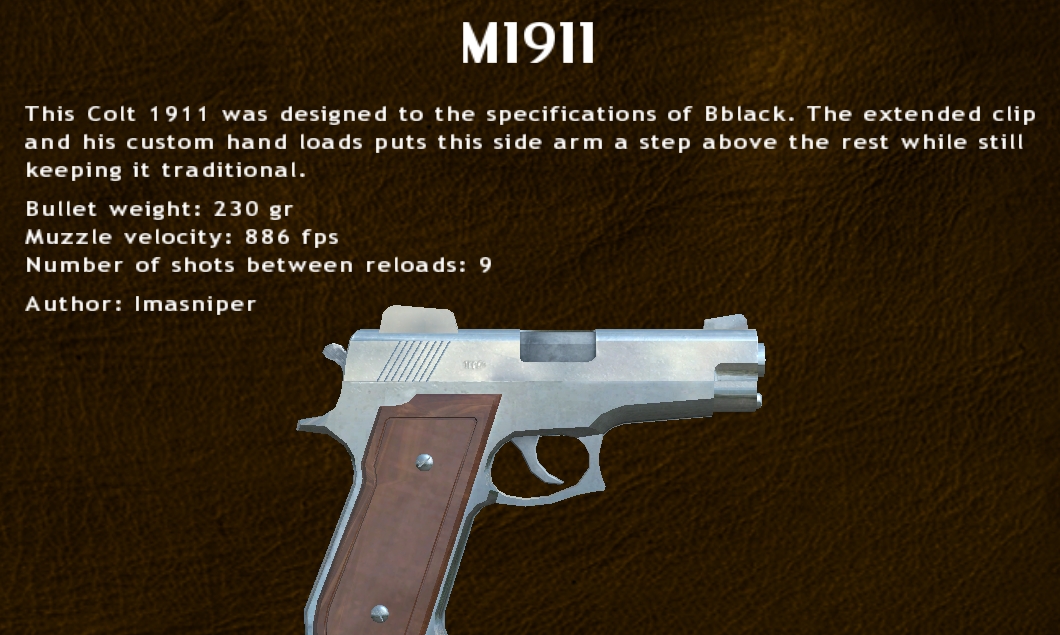 M1911
This Colt 1911 was designed to the specifications of Bblack. The extended clip
and his custom hand loads puts this side arm a step above the rest while still
keeping it traditional.
Bullet weight: 230 gr
Muzzle velocity: 886 fps
Number of shots between reloads: 9
Author: Imasniper